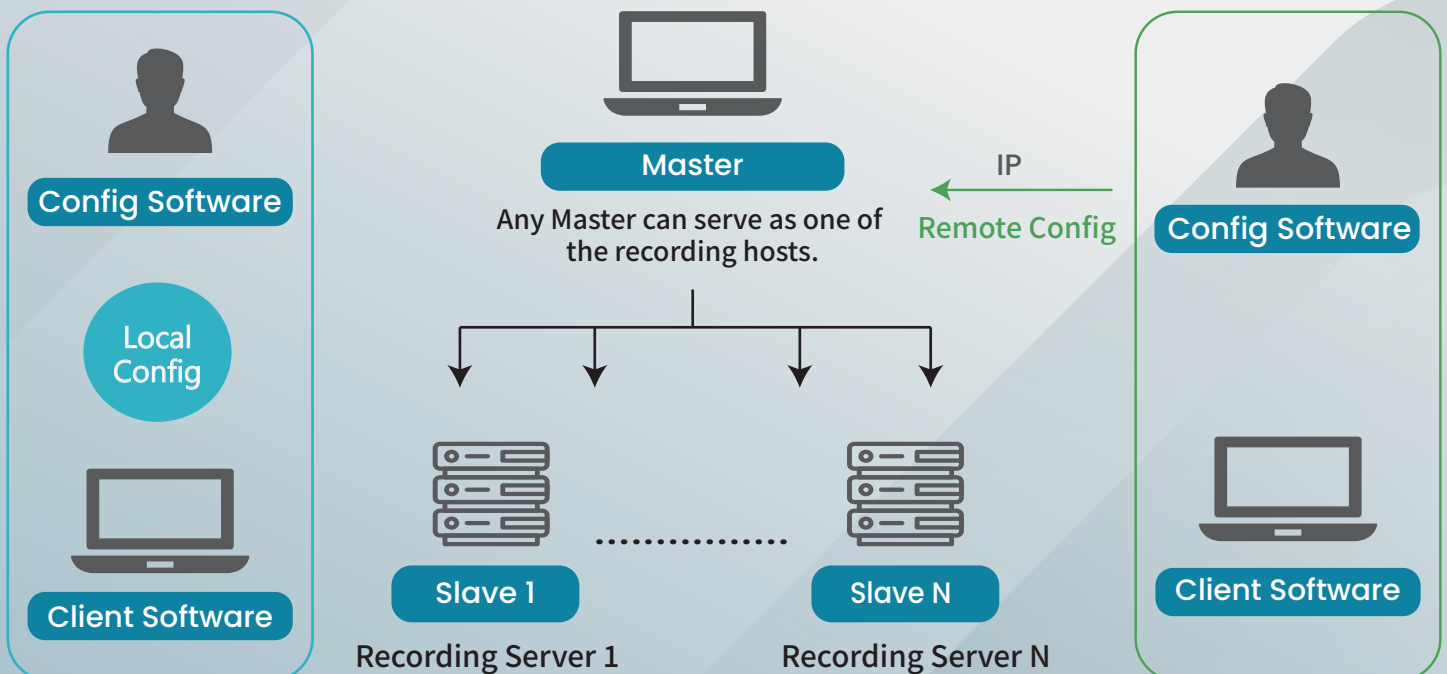 Config Software
Local
Config
Client Software
Master
Any Master can serve as one of
the recording hosts.
IP
Remote Config
Slave 1
Recording Server 1
Slave N
Recording Server N
Config Software
Client Software